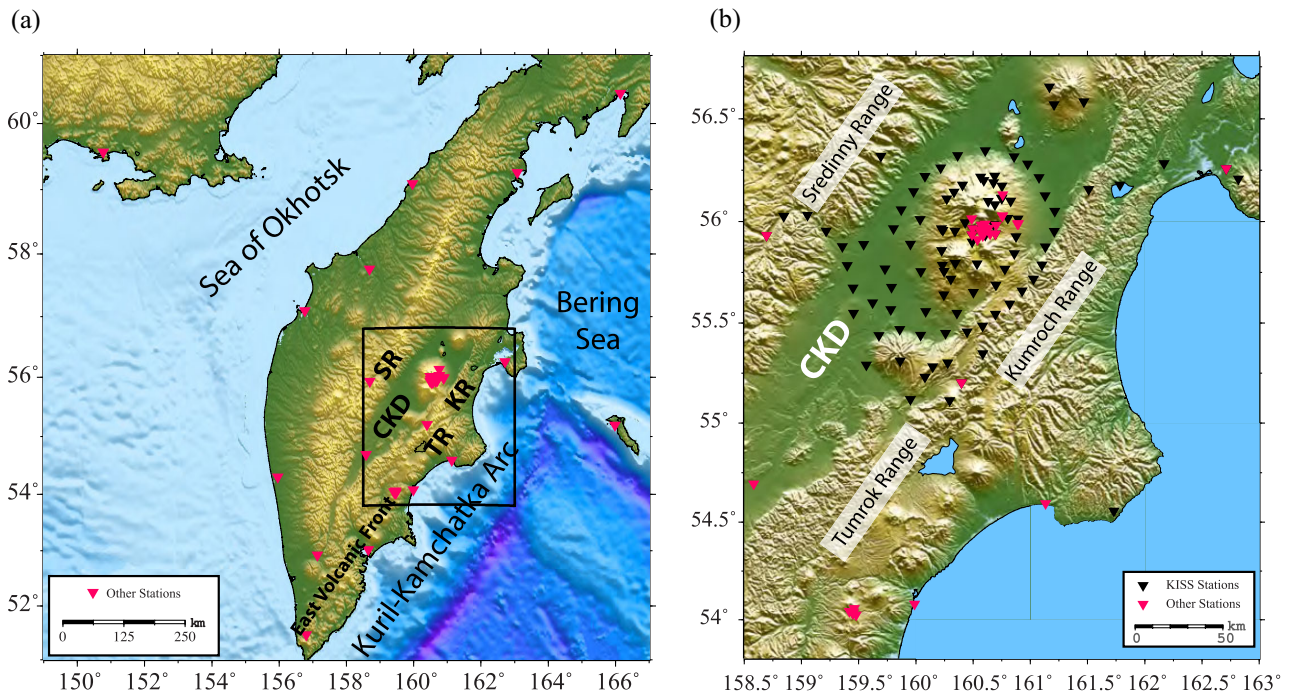 (a)
60°
58°
56°
54°
52°
150°
152°
154°
156°
158°
160°
162°
164°
166°
Sea of Okhotsk
Bering
Sea
SR
CKD
KR
TR
East Volcanic Front
Kuril-Kamchatka Arc
Other Stations
0
125
250
km
(b)
56.5°
56°
55.5°
55°
54.5°
54°
158.5°
159°
159.5°
160°
160.5°
161°
161.5°
162°
162.5°
163°
Sredinny Range
CKD
Kumroch Range
Tumrok Range
KISS Stations
Other Stations
km
0
50